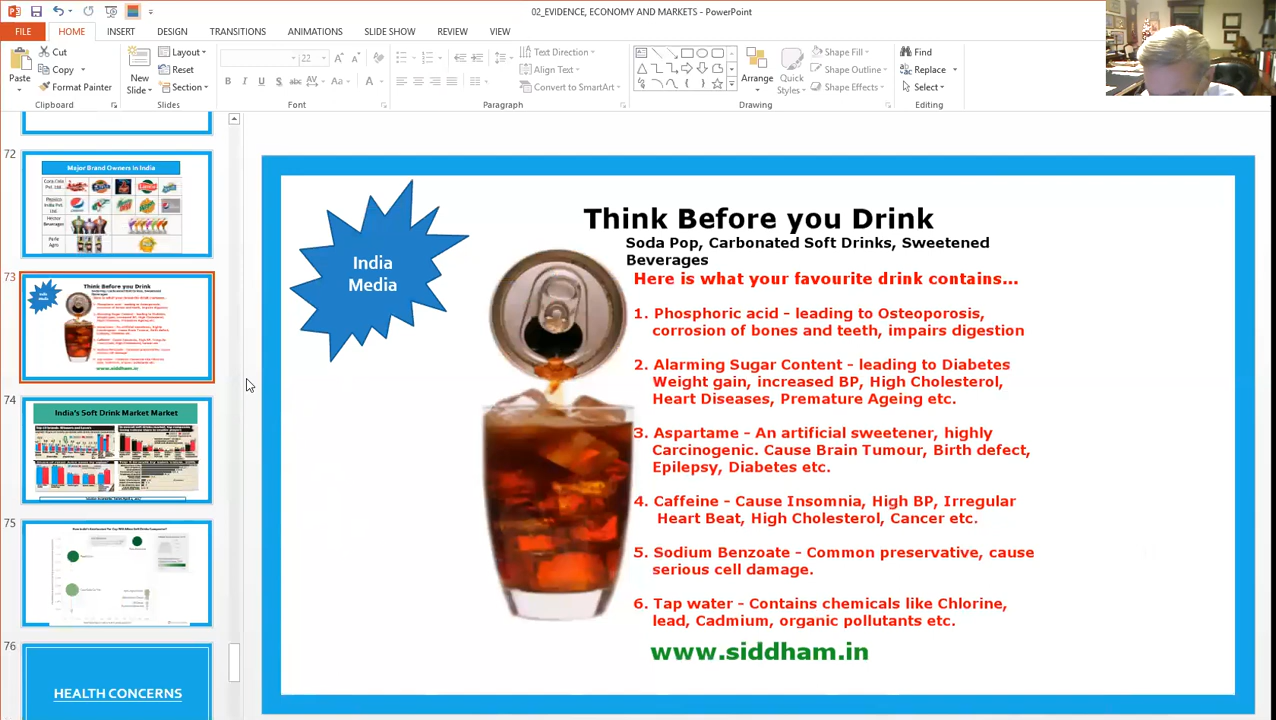 02_EVIDENCE, ECONOMY AND MARKETS - PowerPoint
FILE HOME INSERT DESIGN TRANSITIONS ANIMATIONS SLIDE SHOW REVIEW VIEW
Paste
Cut
Copy
Format Painter
Clipboard
New
Slide
Layout
Reset
Section
Slides
22
B I U S abc AV Aa A
Font
Text Direction
Align Text
Convert to SmartArt
Paragraph
Arrange
Quick
Styles
Shape Fill
Shape Outline
Shape Effects
Drawing
Find
Replace
Select
Editing
72
Major Brand Owners In India
73
74
India's Soft Drink Market Market
75
76
HEALTH CONCERNS
India
Media
Think Before you Drink
Soda Pop, Carbonated Soft Drinks, Sweetened
Beverages
Here is what your favourite drink contains...
1. Phosphoric acid - leading to Osteoporosis,
corrosion of bones and teeth, impairs digestion
2. Alarming Sugar Content - leading to Diabetes
Weight gain, increased BP, High Cholesterol,
Heart Diseases, Premature Ageing etc.
3. Aspartame - An artificial sweetener, highly
Carcinogenic. Cause Brain Tumour, Birth defect,
Epilepsy, Diabetes etc.
4. Caffeine - Cause Insomnia, High BP, Irregular
Heart Beat, High Cholesterol, Cancer etc.
5. Sodium Benzoate - Common preservative, cause
serious cell damage.
6. Tap water - Contains chemicals like Chlorine,
lead, Cadmium, organic pollutants etc.
www.siddham.in